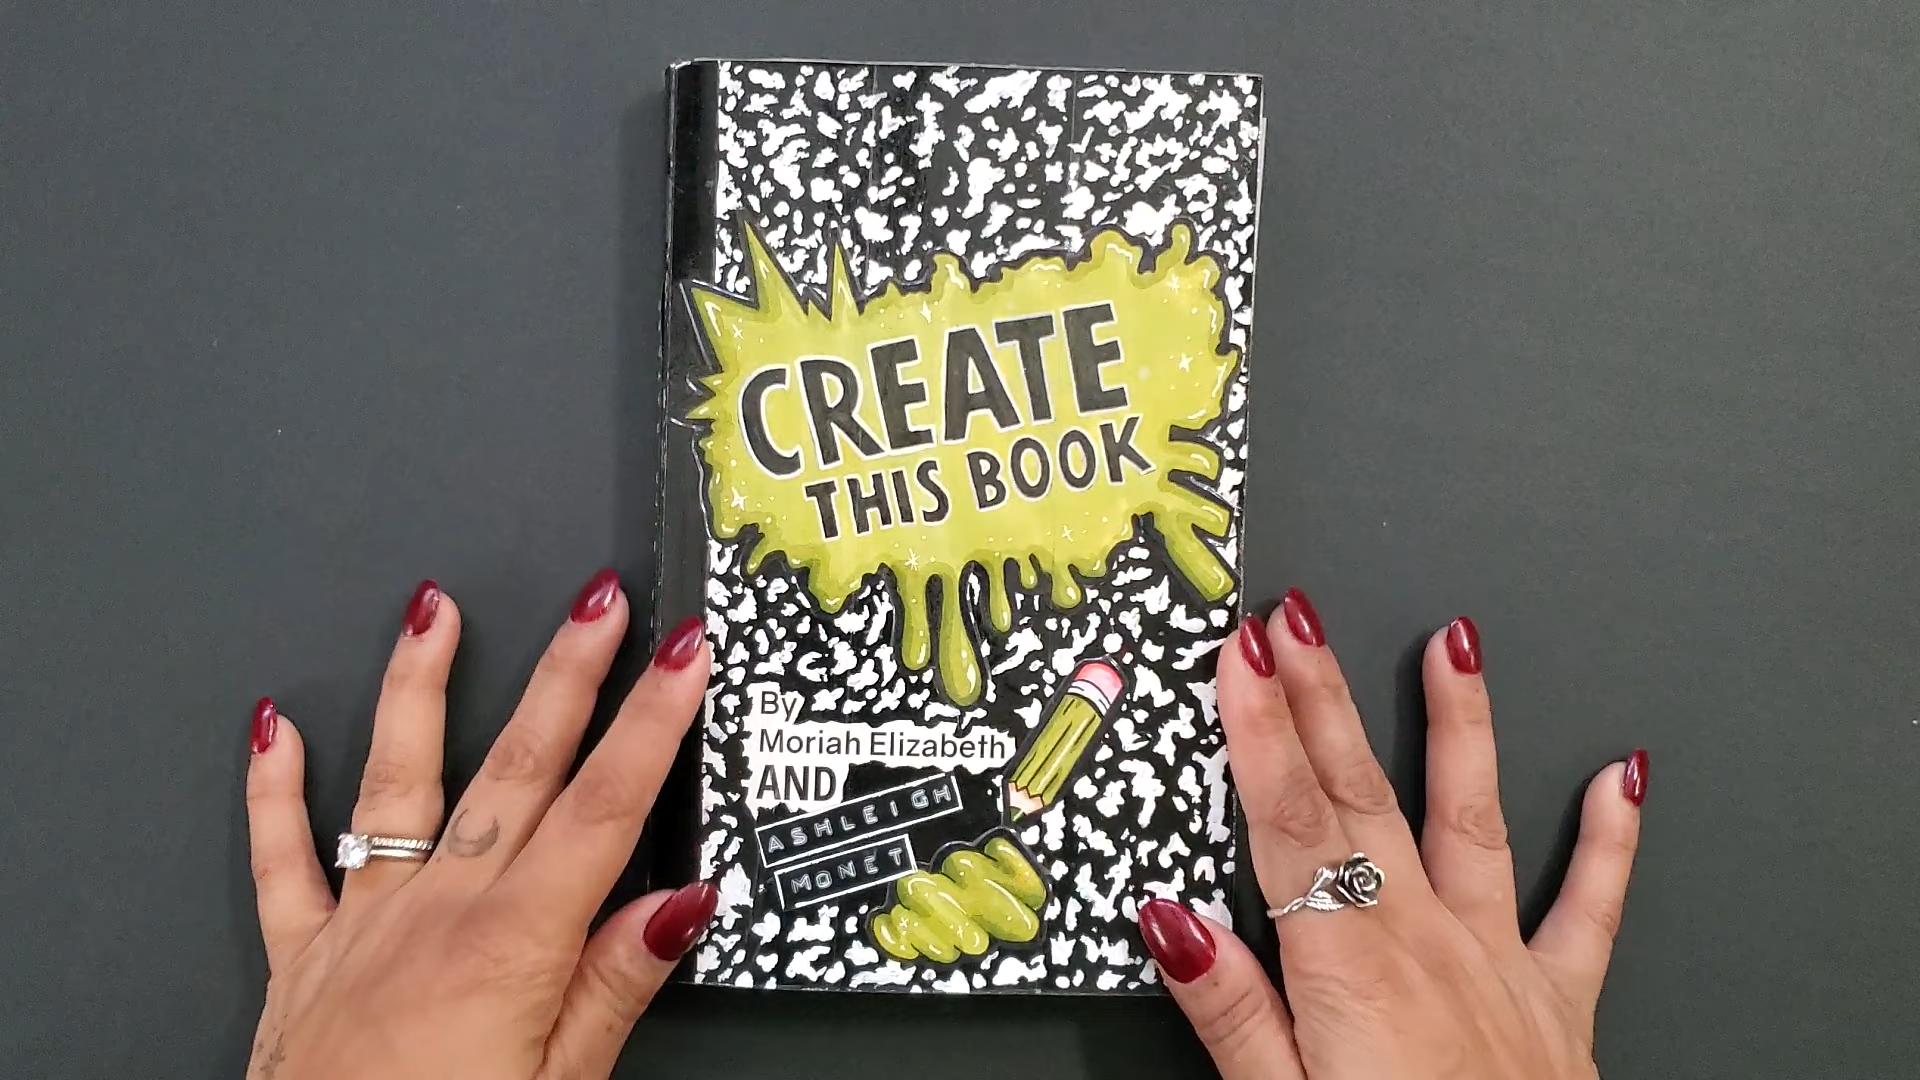 CREATE
THIS BOOK
By
Moriah Elizabeth
AND
ASHLEIGH
MONET